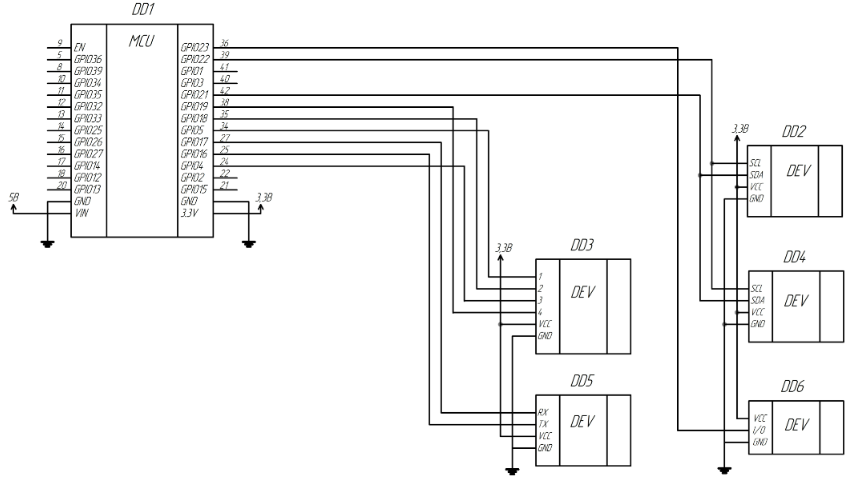 DD1
MCU
9 EN
5 GPIO36
8 GPIO39
10 GPIO34
11 GPIO35
12 GPIO32
13 GPIO33
14 GPIO25
15 GPIO26
16 GPIO27
17 GPIO14
18 GPIO12
20 GPIO13
GND
5В VIN
GPIO23 36
GPIO22 39
GPIO1 41
GPIO3 40
GPIO21 42
GPIO19 38
GPIO18 35
GPIO5 34
GPIO17 27
GPIO16 25
GPIO4 24
GPIO2 22
GPIO15 21
GND
3.3V 3,3В
3,3В
DD2
DEV
SCL
SDA
VCC
GND
3,3В
DD3
DEV
1
2
3
4
VCC
GND
DD4
DEV
SCL
SDA
VCC
GND
DD5
DEV
RX
TX
VCC
GND
DD6
DEV
VCC
I/O
GND